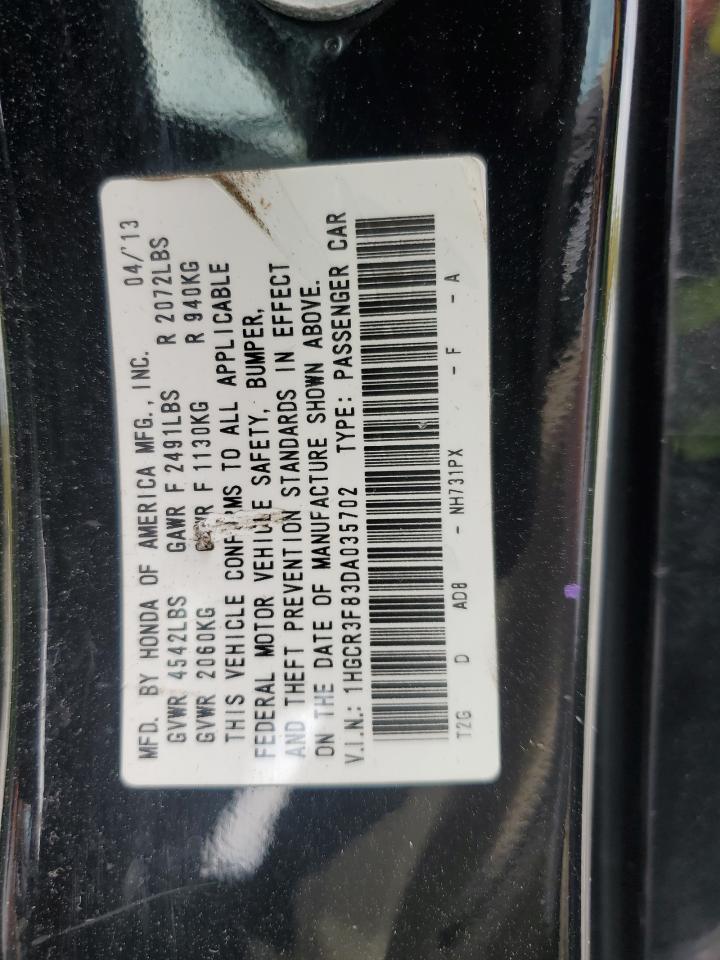 MFD. BY HONDA OF AMERICA MFG., INC. 04/'13
GVWR 4542LBS GAWR F 2491LBS R 2072LBS
GVWR 2060KG F 1130KG R 940KG
THIS VEHICLE TO ALL APPLICABLE
FEDERAL MOTOR VEHICLE SAFETY, BUMPER,
AND THEFT PREVENTION STANDARDS IN EFFECT
ON THE DATE OF MANUFACTURE SHOWN ABOVE.
V.I.N.: 1HGCR3F83DA035702 TYPE: PASSENGER CAR
T2G D AD8 - NH731PX - F - A